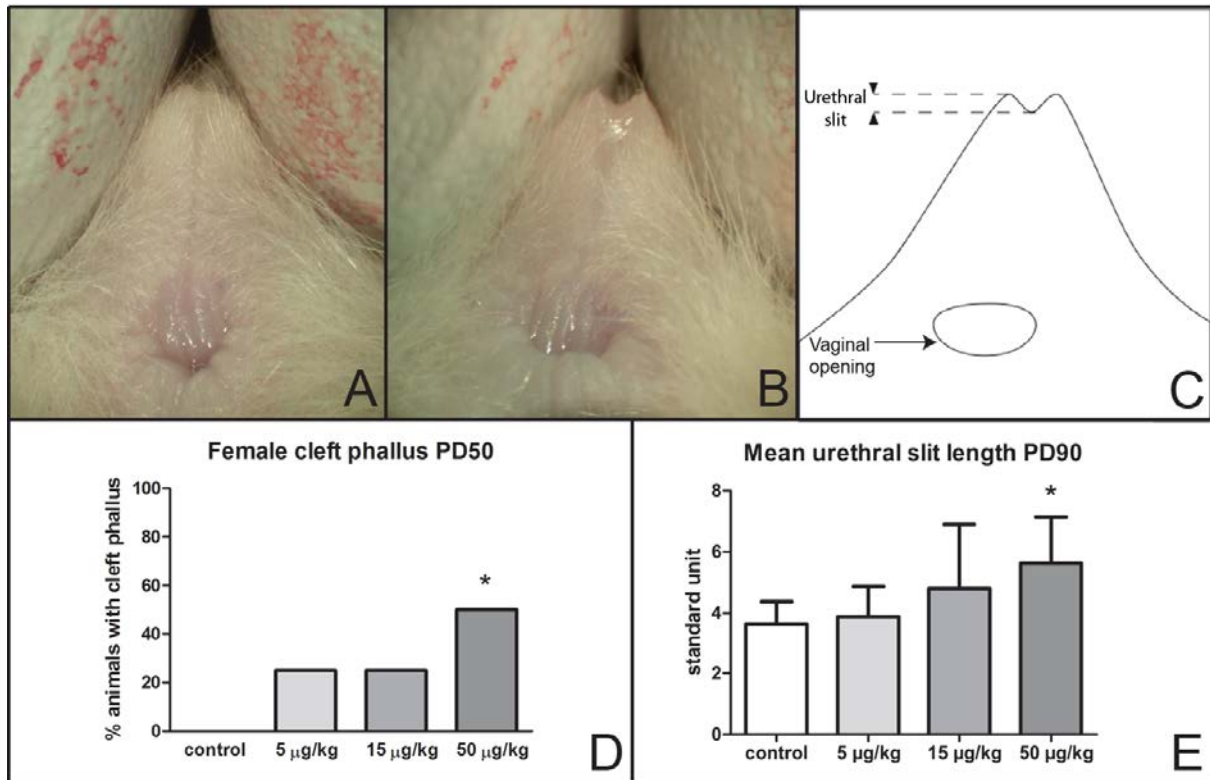 A
B
Urethral
slit
Vaginal
opening
C
Female cleft phallus PD50
% animals with cleft phallus
100
80
60
40
20
0
*
control 5 µg/kg 15 µg/kg 50 µg/kg
D
Mean urethral slit length PD90
standard unit
8
6
4
2
0
*
control 5 µg/kg 15 µg/kg 50 µg/kg
E